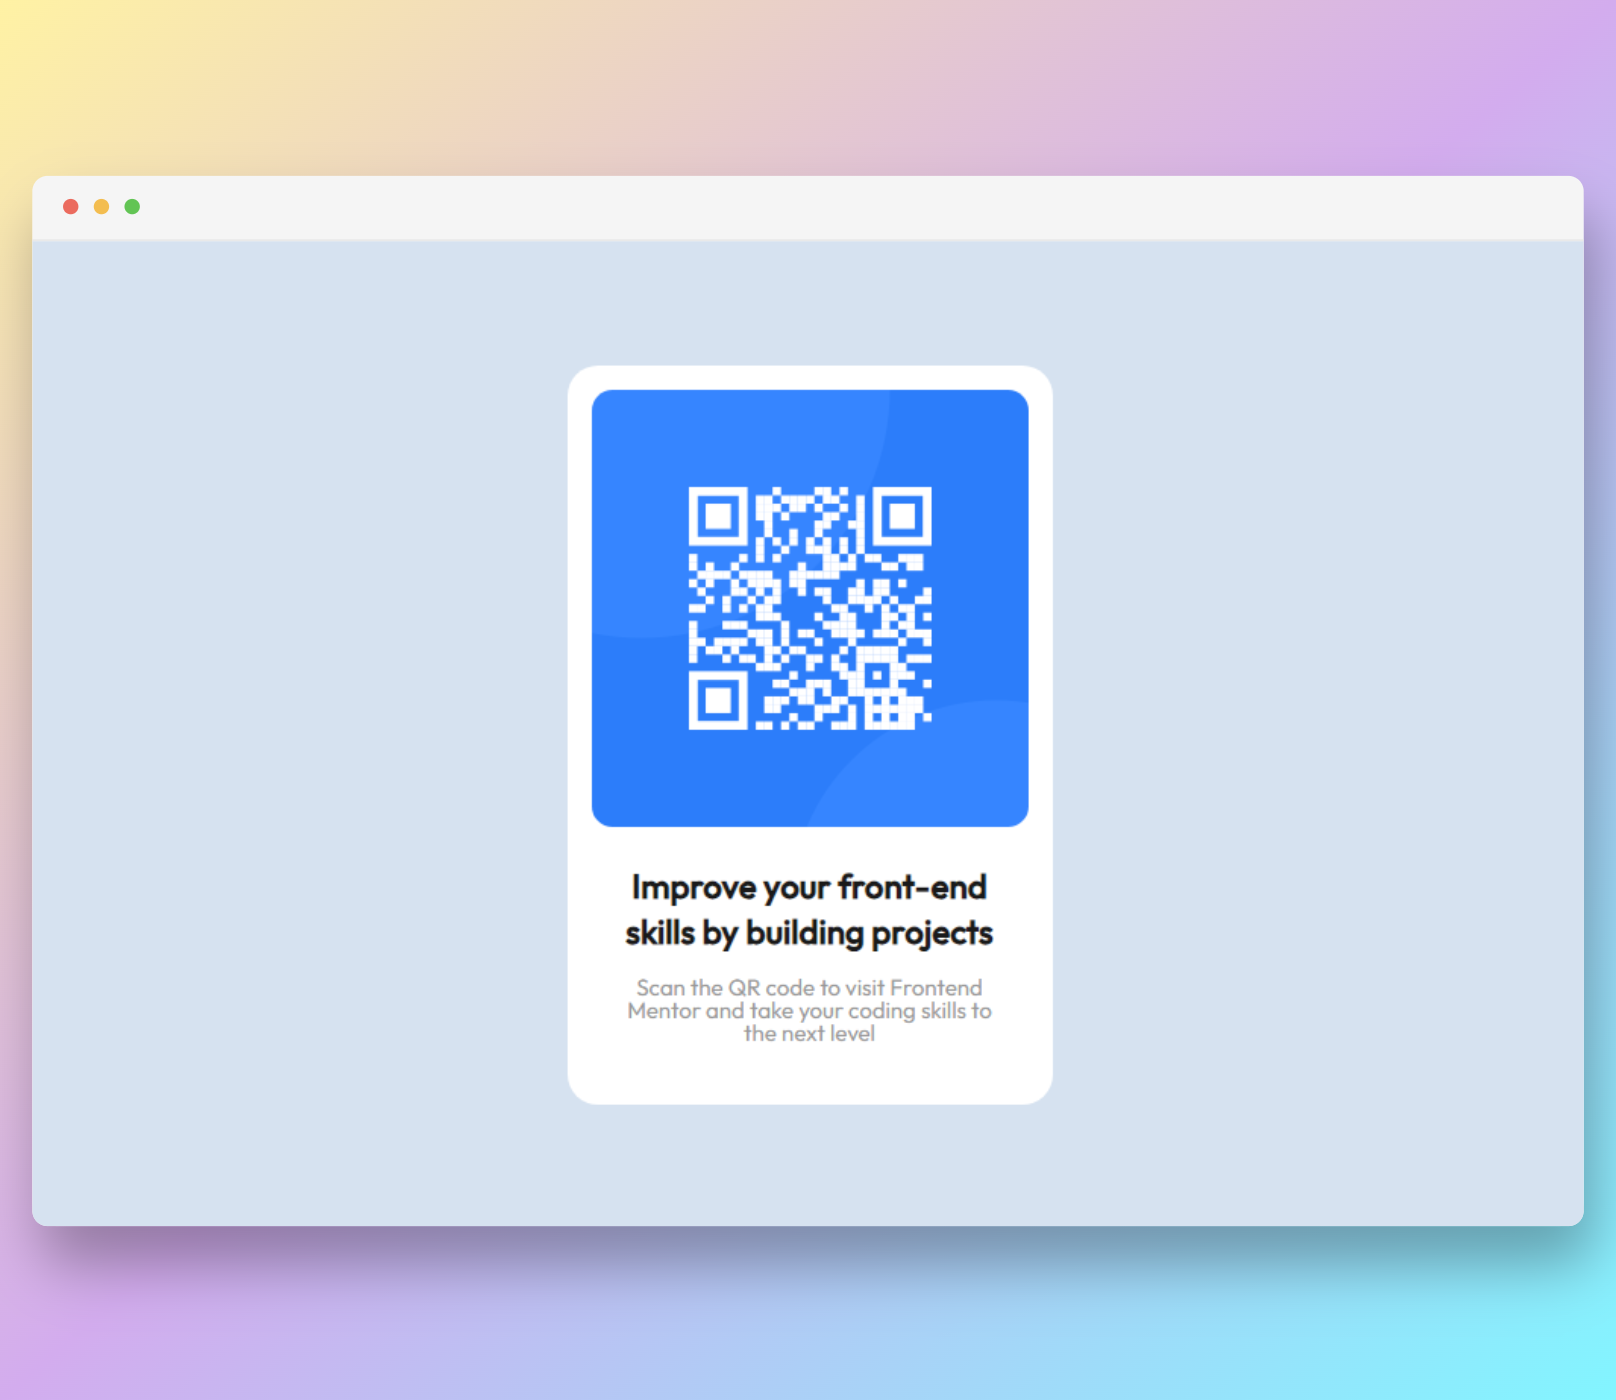 Improve your front-end
skills by building projects
Scan the QR code to visit Frontend
Mentor and take your coding skills to
the next level